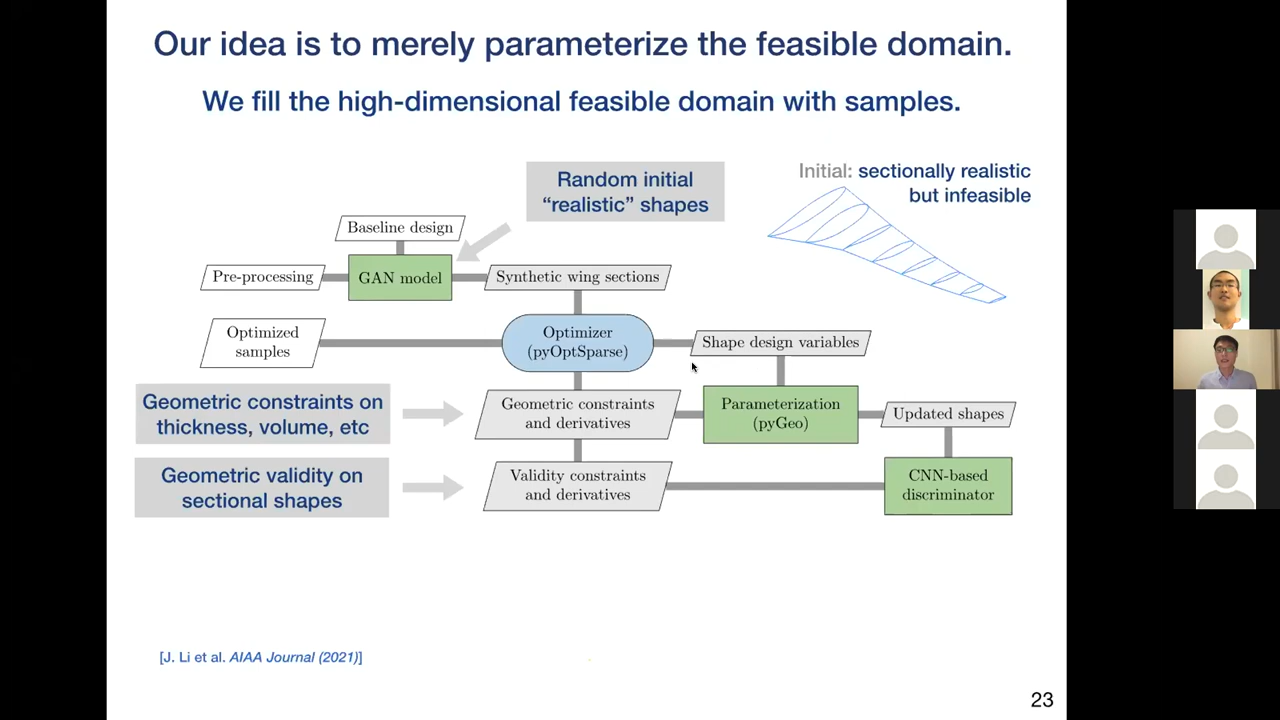 Our idea is to merely parameterize the feasible domain.
We fill the high-dimensional feasible domain with samples.
Random initial
“realistic” shapes
Initial: sectionally realistic
but infeasible
Baseline design
Pre-processing
GAN model
Synthetic wing sections
Optimized
samples
Optimizer
(pyOptSparse)
Shape design variables
Geometric constraints on
thickness, volume, etc
Geometric constraints
and derivatives
Parameterization
(pyGeo)
Updated shapes
Geometric validity on
sectional shapes
Validity constraints
and derivatives
CNN-based
discriminator
[J. Li et al. AIAA Journal (2021)]
23